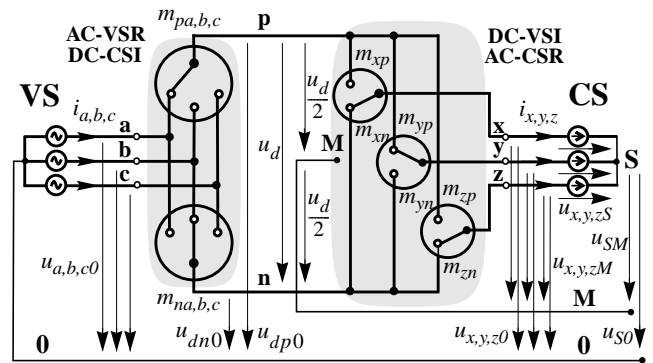 m_{pa,b,c}
p
AC-VSR
DC-CSI
DC-VSI
AC-CSR
VS
m_{xp}
u_d/2
CS
i_{a,b,c}
i_{x,y,z}
a
m_{xn}
m_{yp}
x
b
u_d
M
y
S
c
m_{yn}
m_{zp}
z
u_d/2
u_{x,y,zS}
u_{SM}
u_{a,b,c0}
m_{zn}
u_{x,y,zM}
m_{na,b,c}
n
M
u_{dn0}
u_{dp0}
u_{x,y,z0}
u_{S0}
0
0